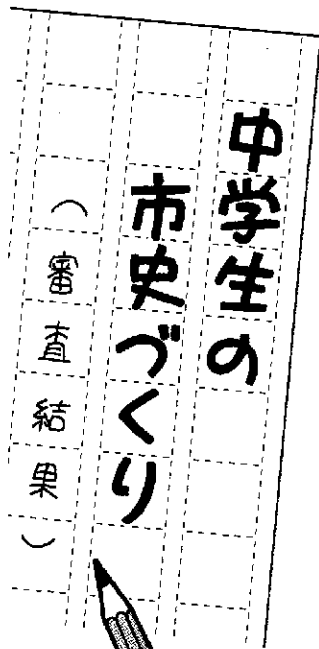 中学生の
市史づくり
（審査結果）